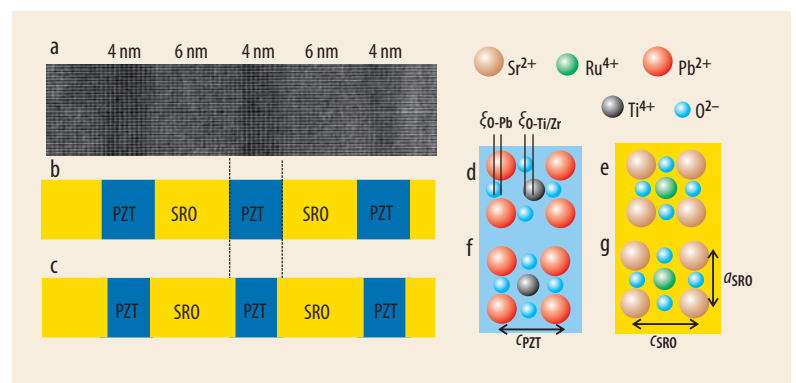 a
4 nm 6 nm 4 nm 6 nm 4 nm
b
PZT SRO PZT SRO PZT
c
PZT SRO PZT SRO PZT
Sr²⁺ Ru⁴⁺ Pb²⁺
Ti⁴⁺ O²⁻
ξO-Pb ξO-Ti/Zr
d
e
f
g
cPZT
aSRO
cSRO